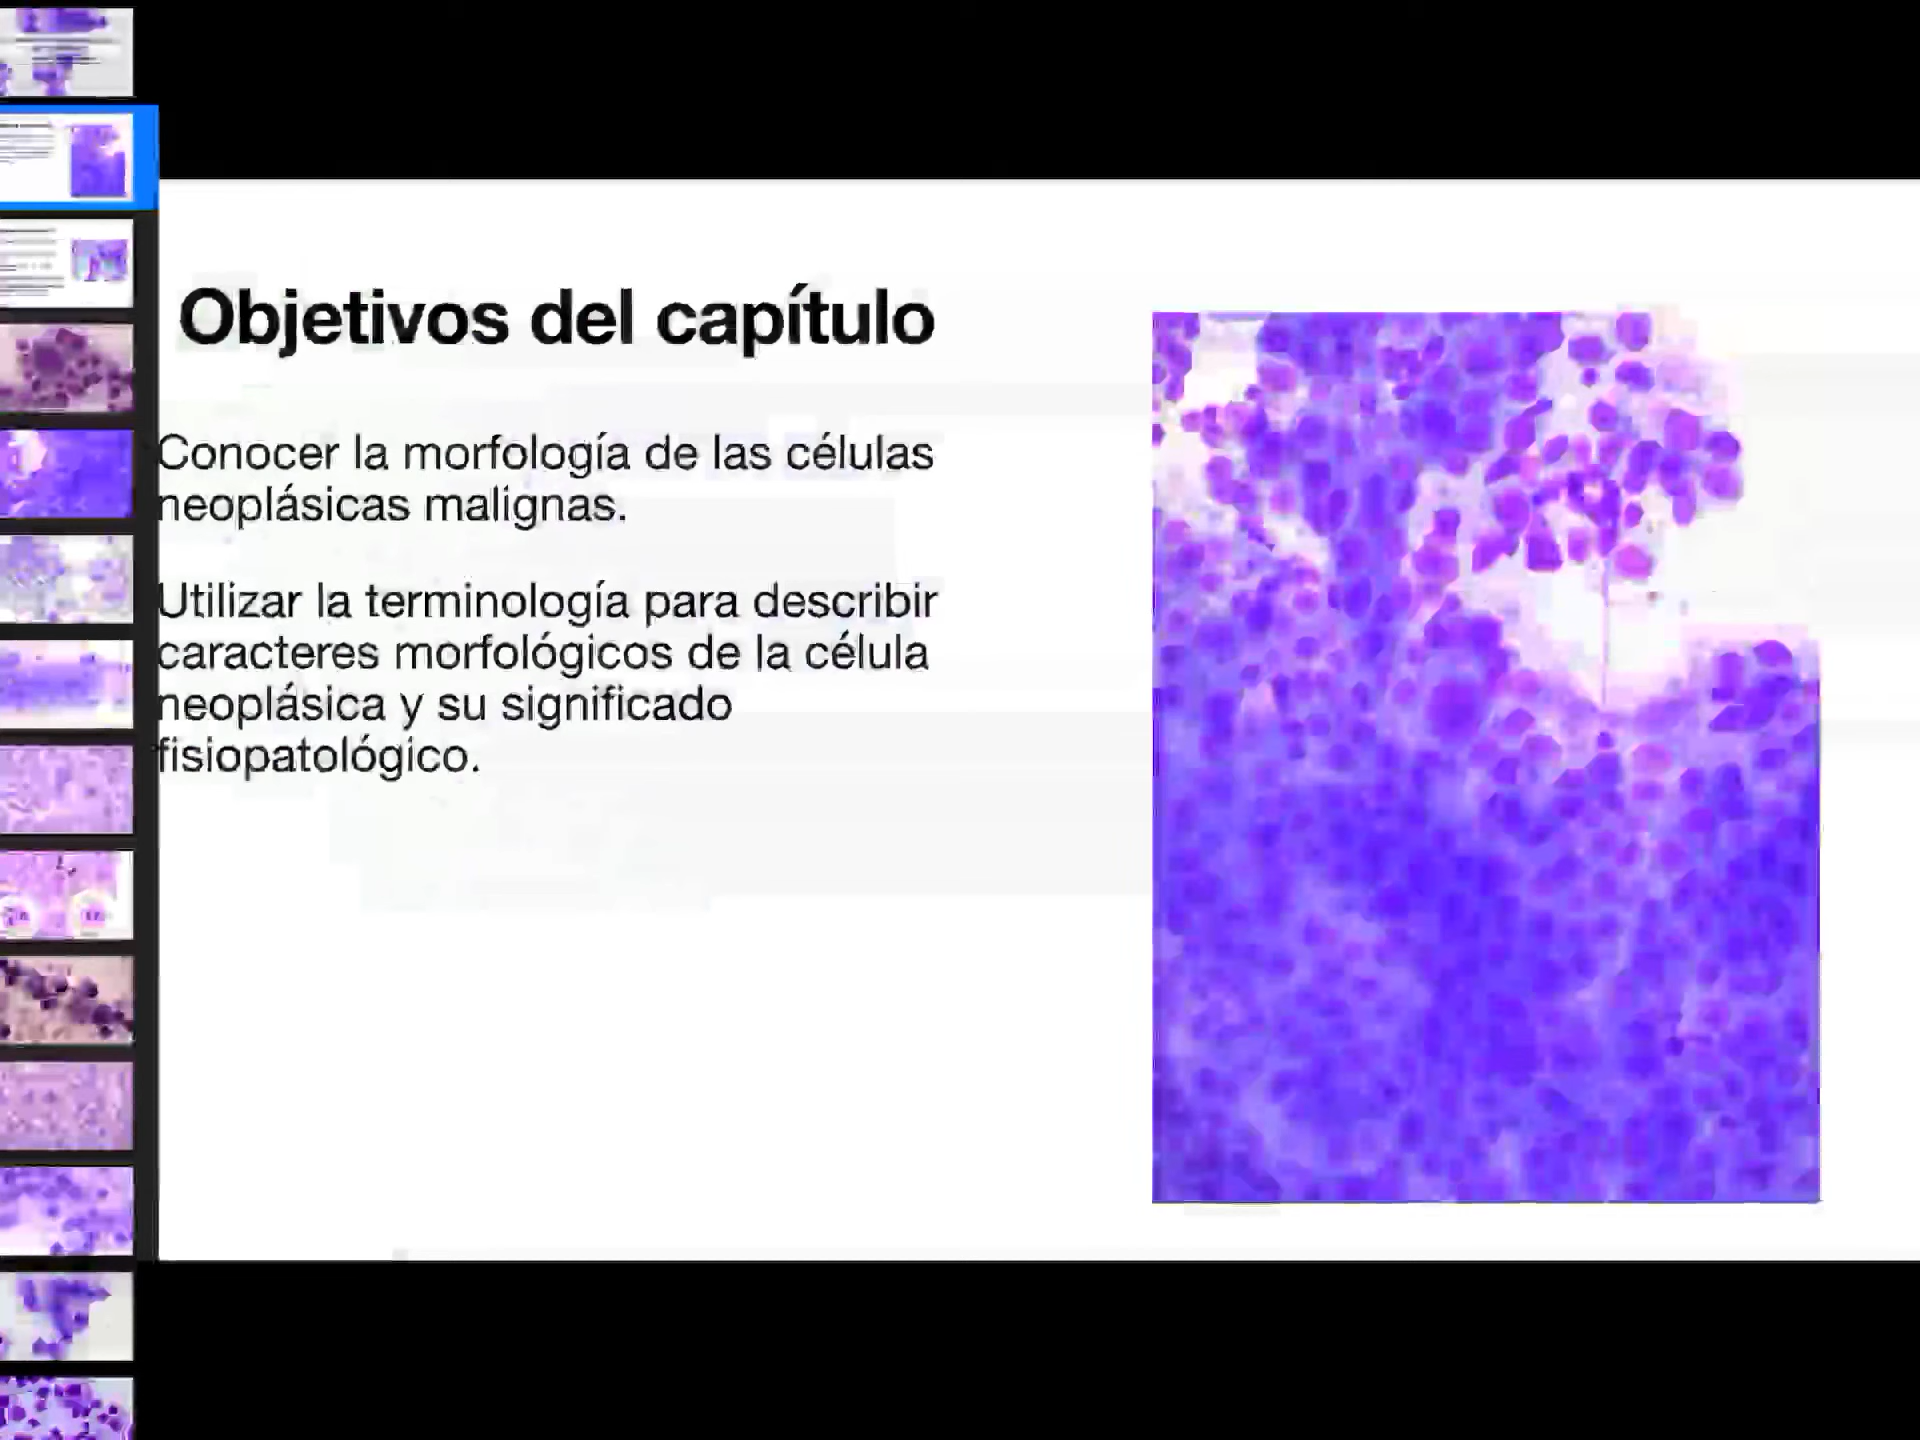 Objetivos del capítulo
Conocer la morfología de las células
neoplásicas malignas.
Utilizar la terminología para describir
caracteres morfológicos de la célula
neoplásica y su significado
fisiopatológico.